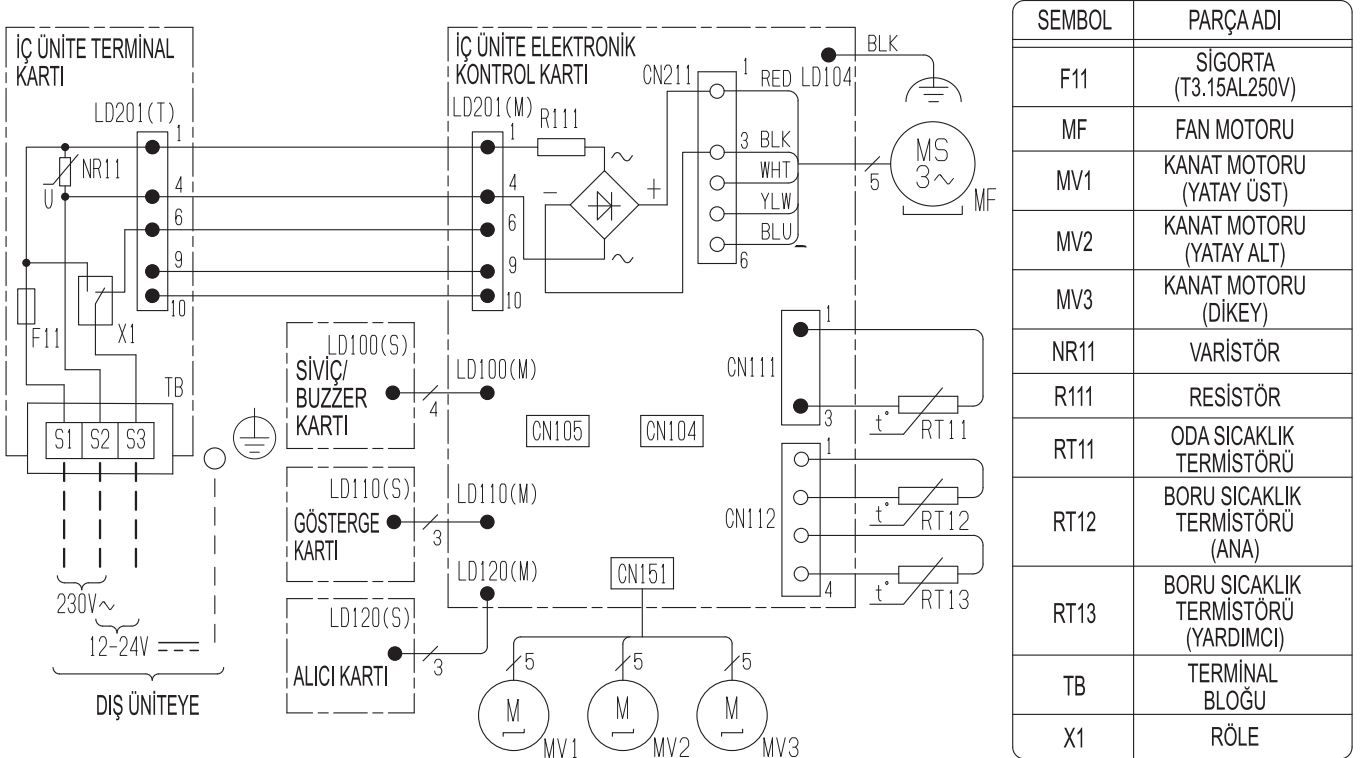 İÇ ÜNİTE TERMİNAL
KARTI
LD201(T)
1
4
6
9
10
NR11
U
F11
X1
TB
S1 S2 S3
230V~
12-24V
DIŞ ÜNİTEYE
İÇ ÜNİTE ELEKTRONİK
KONTROL KARTI
LD201(M)
1
4
6
9
10
R111
~
-
+
~
CN211
1
3
6
RED
BLK
WHT
YLW
BLU
LD104
BLK
5
MS
3~
MF
LD100(S)
SİVİÇ/
BUZZER
KARTI
4
LD100(M)
CN105
CN104
LD110(S)
GÖSTERGE
KARTI
3
LD110(M)
LD120(M)
LD120(S)
ALICI KARTI
3
CN111
1
3
t°
RT11
CN112
1
4
t°
RT12
t°
RT13
CN151
5
5
5
M
M
M
MV1
MV2
MV3
SEMBOL PARÇA ADI
F11 SİGORTA
(T3.15AL250V)
MF FAN MOTORU
MV1 KANAT MOTORU
(YATAY ÜST)
MV2 KANAT MOTORU
(YATAY ALT)
MV3 KANAT MOTORU
(DİKEY)
NR11 VARİSTÖR
R111 RESİSTÖR
RT11 ODA SICAKLIK
TERMİSTÖRÜ
RT12 BORU SICAKLIK
TERMİSTÖRÜ
(ANA)
RT13 BORU SICAKLIK
TERMİSTÖRÜ
(YARDIMCI)
TB TERMİNAL
BLOĞU
X1 RÖLE